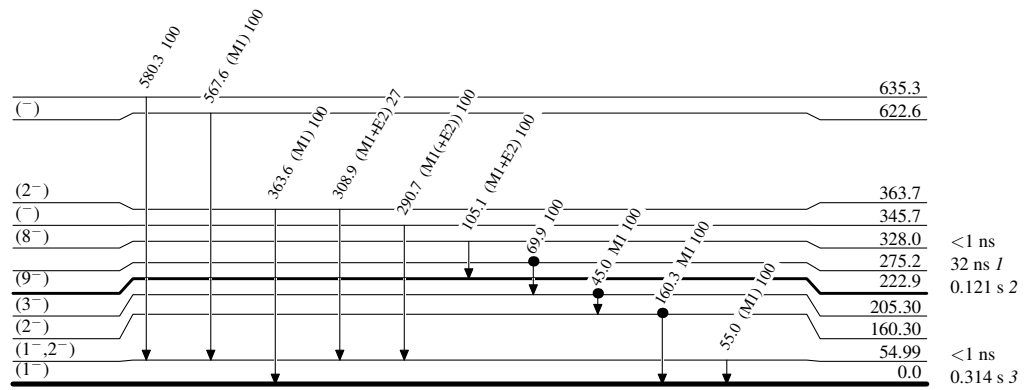 580.3 100
567.6 (M1) 100
363.6 (M1) 100
308.9 (M1+E2) 27
290.7 (M1(+E2)) 100
105.1 (M1+E2) 100
69.9 100
45.0 M1 100
160.3 M1 100
55.0 (M1) 100
635.3
(⁻) 622.6
(2⁻) 363.7
(⁻) 345.7
(8⁻) 328.0 <1 ns
275.2 32 ns 1
(9⁻) 222.9 0.121 s 2
(3⁻) 205.30
(2⁻) 160.30
(1⁻,2⁻) 54.99 <1 ns
(1⁻) 0.0 0.314 s 3